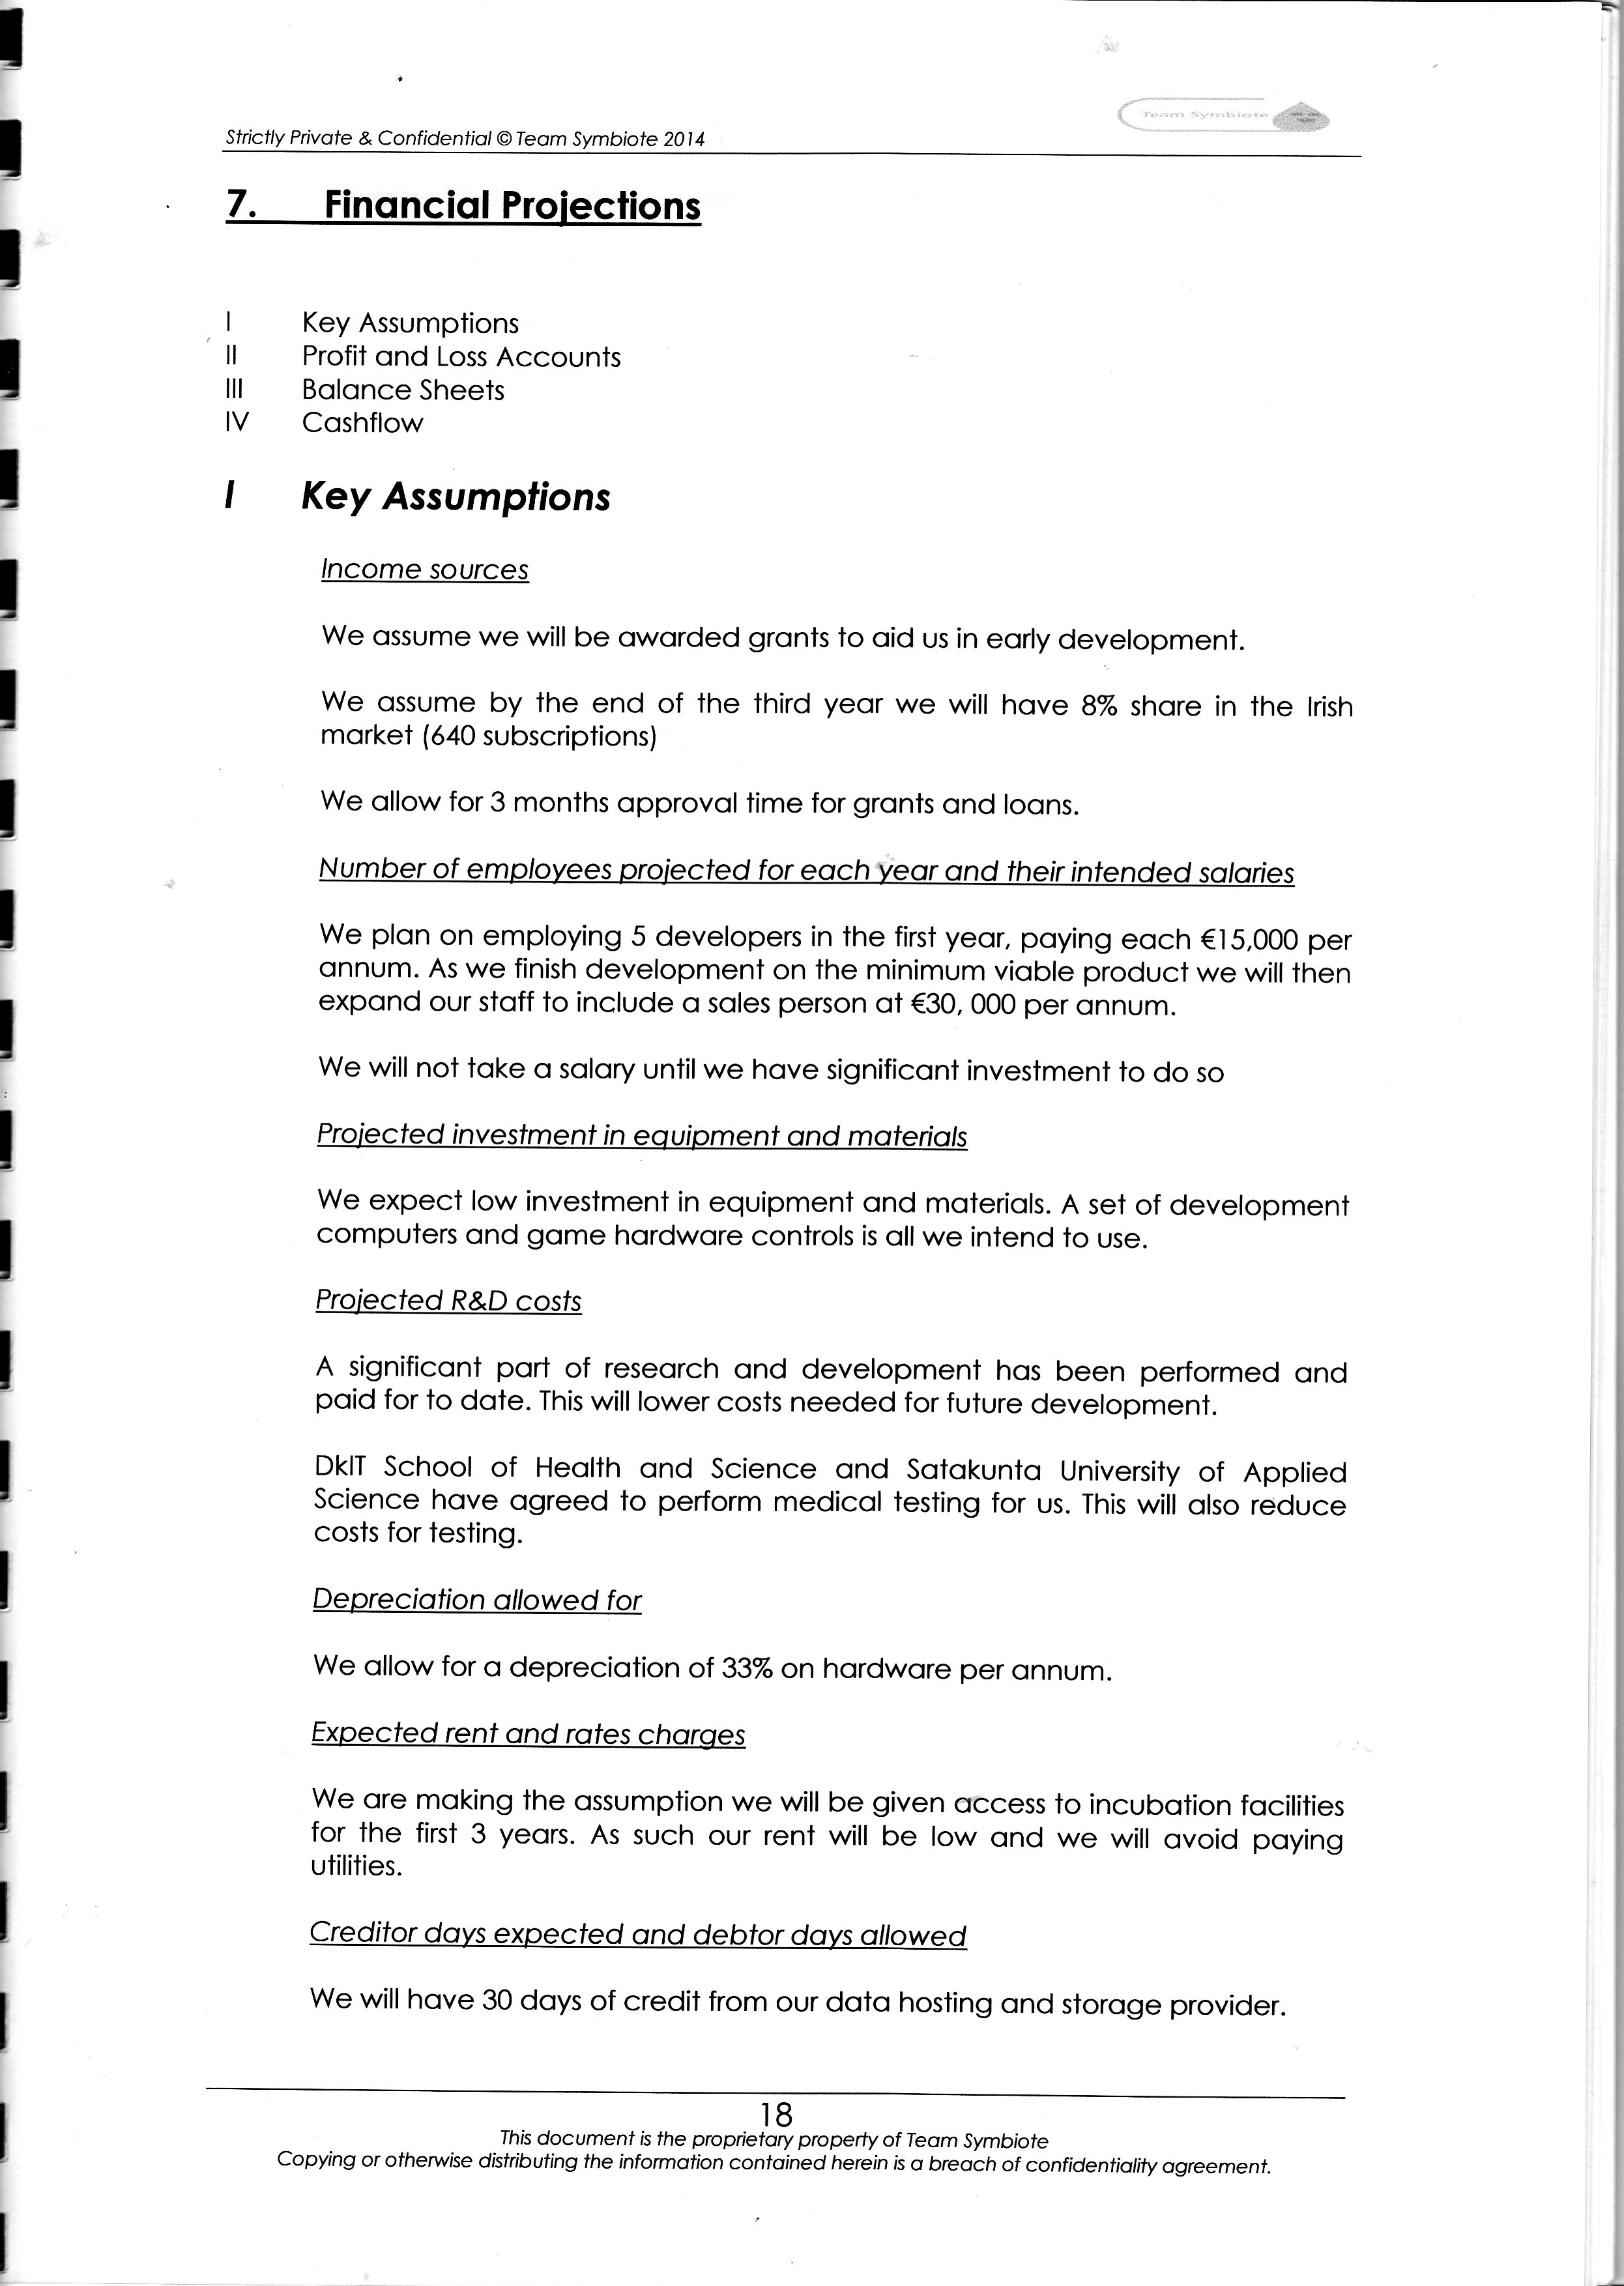 Team Symbiote
Strictly Private & Confidential © Team Symbiote 2014
7. Financial Projections
I Key Assumptions
II Profit and Loss Accounts
III Balance Sheets
IV Cashflow
I Key Assumptions
Income sources
We assume we will be awarded grants to aid us in early development.
We assume by the end of the third year we will have 8% share in the Irish
market (640 subscriptions)
We allow for 3 months approval time for grants and loans.
Number of employees projected for each year and their intended salaries
We plan on employing 5 developers in the first year, paying each €15,000 per
annum. As we finish development on the minimum viable product we will then
expand our staff to include a sales person at €30, 000 per annum.
We will not take a salary until we have significant investment to do so
Projected investment in equipment and materials
We expect low investment in equipment and materials. A set of development
computers and game hardware controls is all we intend to use.
Projected R&D costs
A significant part of research and development has been performed and
paid for to date. This will lower costs needed for future development.
DkIT School of Health and Science and Satakunta University of Applied
Science have agreed to perform medical testing for us. This will also reduce
costs for testing.
Depreciation allowed for
We allow for a depreciation of 33% on hardware per annum.
Expected rent and rates charges
We are making the assumption we will be given access to incubation facilities
for the first 3 years. As such our rent will be low and we will avoid paying
utilities.
Creditor days expected and debtor days allowed
We will have 30 days of credit from our data hosting and storage provider.
18
This document is the proprietary property of Team Symbiote
Copying or otherwise distributing the information contained herein is a breach of confidentiality agreement.